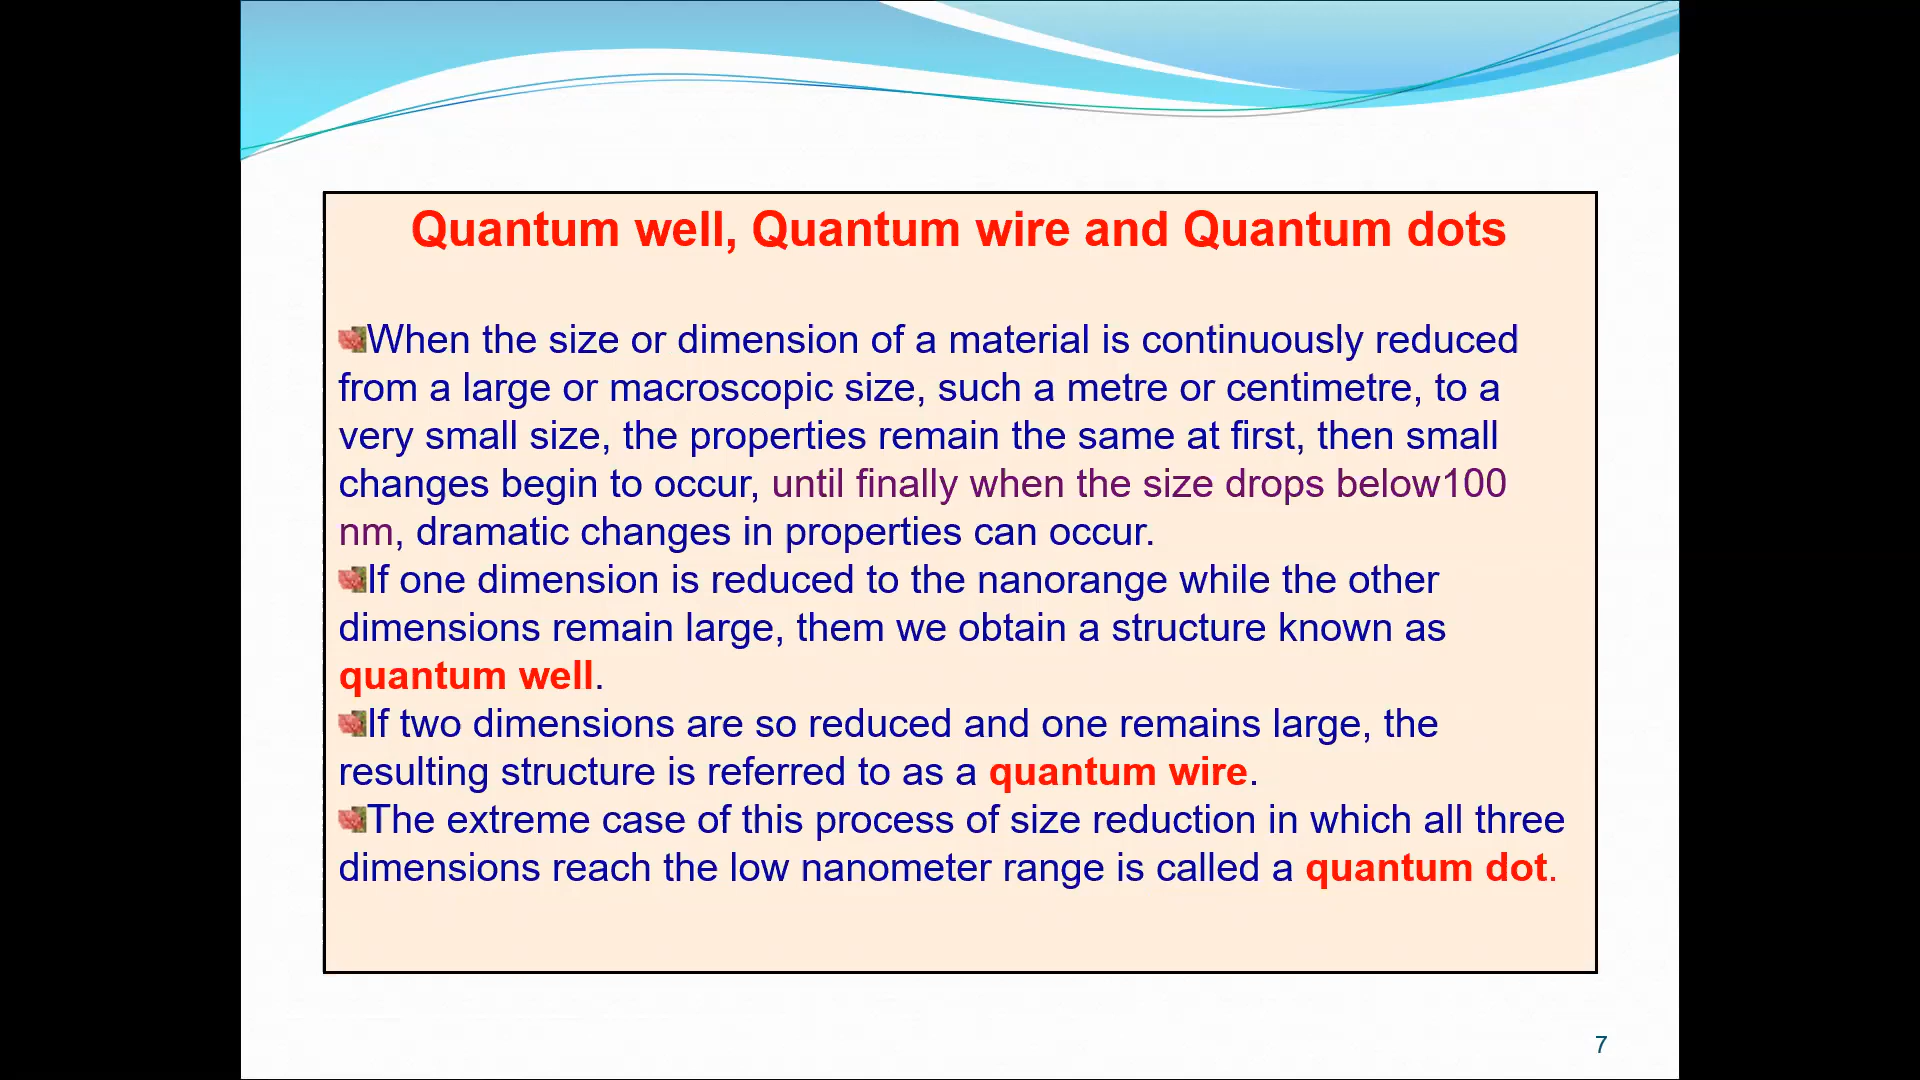 Quantum well, Quantum wire and Quantum dots
When the size or dimension of a material is continuously reduced
from a large or macroscopic size, such a metre or centimetre, to a
very small size, the properties remain the same at first, then small
changes begin to occur, until finally when the size drops below100
nm, dramatic changes in properties can occur.
If one dimension is reduced to the nanorange while the other
dimensions remain large, them we obtain a structure known as
quantum well.
If two dimensions are so reduced and one remains large, the
resulting structure is referred to as a quantum wire.
The extreme case of this process of size reduction in which all three
dimensions reach the low nanometer range is called a quantum dot.
7